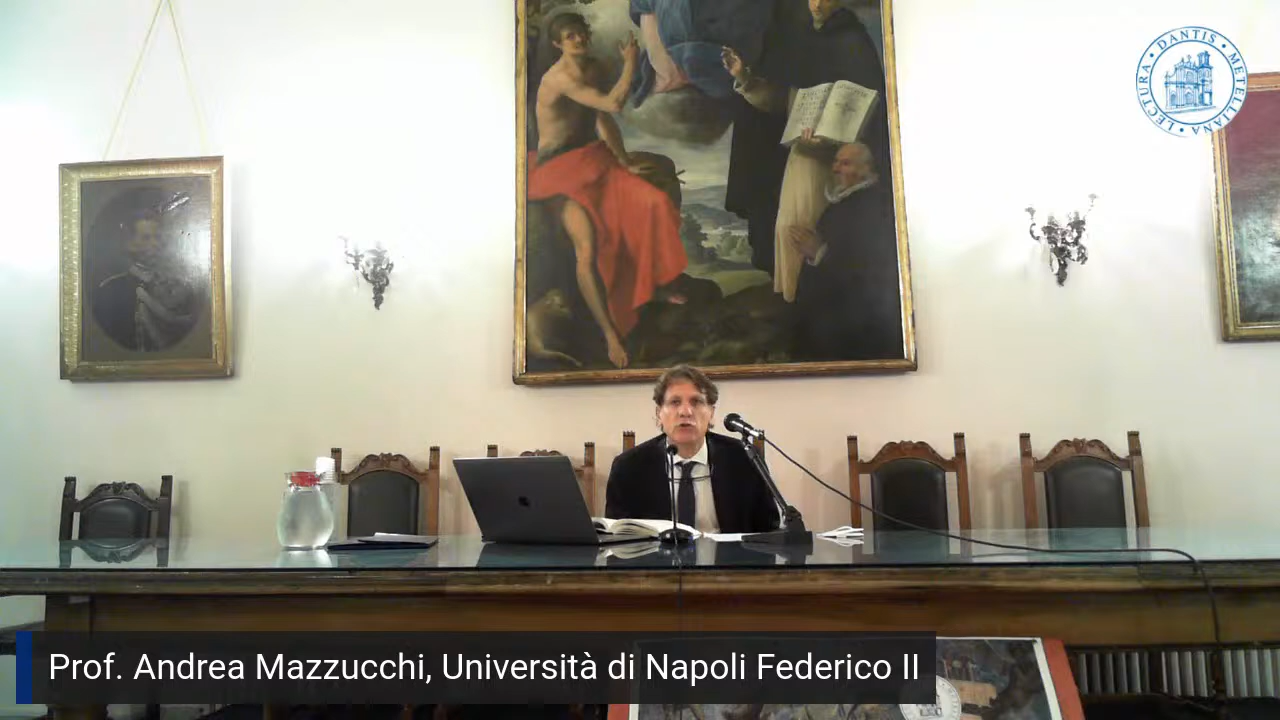 LECTURA • DANTIS • METELLIANA •
Prof. Andrea Mazzucchi, Università di Napoli Federico II